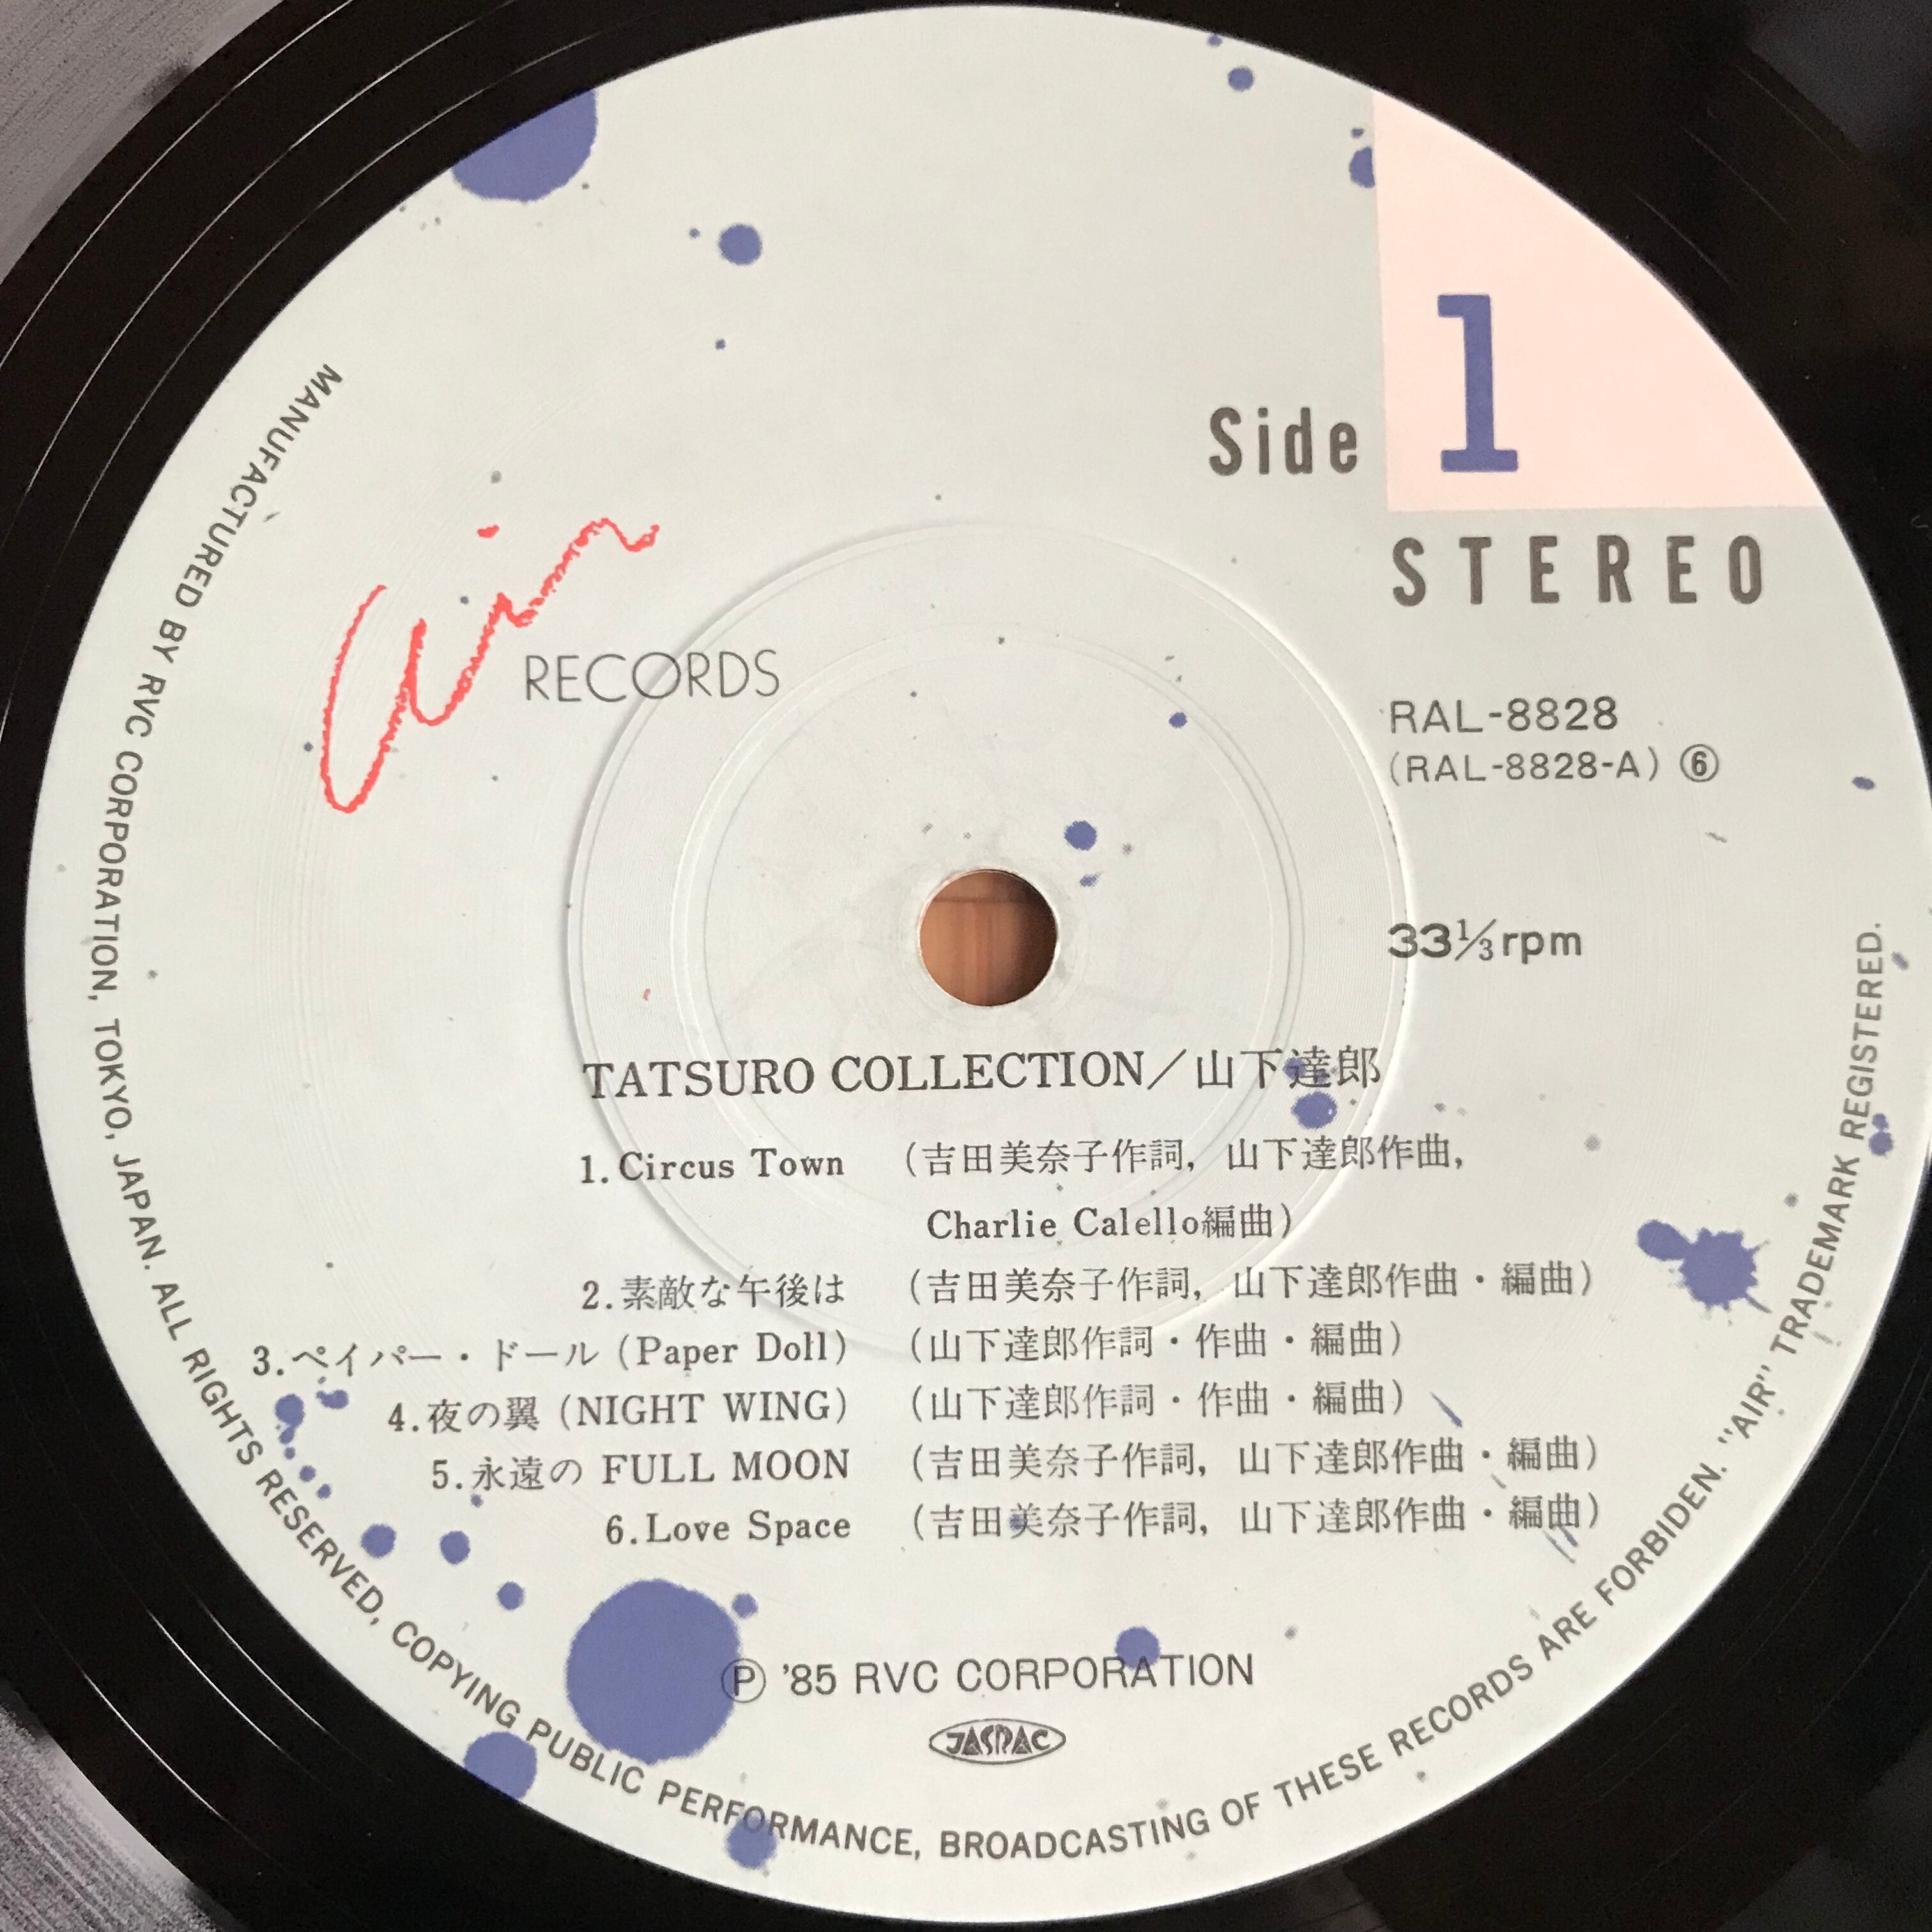 Side 1
STEREO
Air
RECORDS
RAL-8828
(RAL-8828-A) ⑥
33⅓rpm
TATSURO COLLECTION／山下達郎
1.Circus Town （吉田美奈子作詞，山下達郎作曲，
Charlie Calello編曲）
2.素敵な午後は （吉田美奈子作詞，山下達郎作曲・編曲）
3.ペイパー・ドール（Paper Doll） （山下達郎作詞・作曲・編曲）
4.夜の翼（NIGHT WING） （山下達郎作詞・作曲・編曲）
5.永遠の FULL MOON （吉田美奈子作詞，山下達郎作曲・編曲）
6.Love Space （吉田美奈子作詞，山下達郎作曲・編曲）
Ⓟ '85 RVC CORPORATION
JASRAC
MANUFACTURED BY RVC CORPORATION, TOKYO, JAPAN. ALL RIGHTS RESERVED, COPYING PUBLIC PERFORMANCE, BROADCASTING OF THESE RECORDS ARE FORBIDEN. "AIR" TRADEMARK REGISTERED.